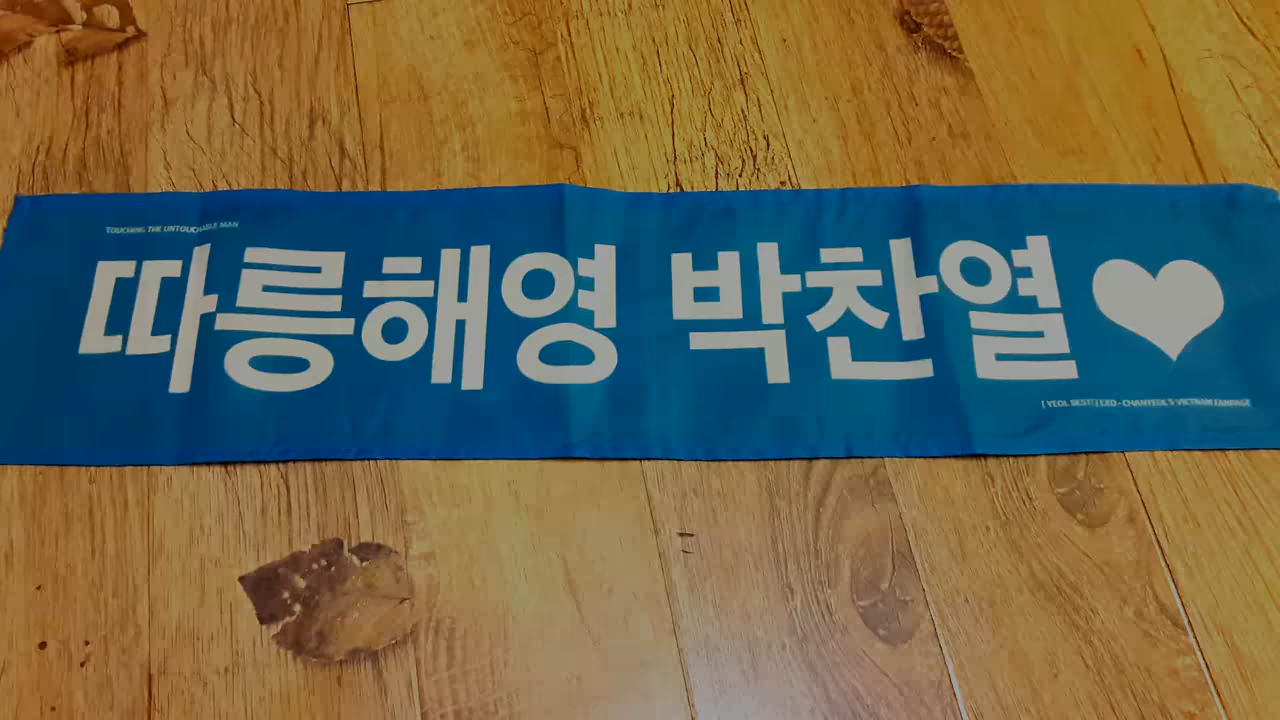 TOUCHING THE UNTOUCHABLE MAN
따릉해영 박찬열
[ YEOL BEST! ] EXO - CHANYEOL'S VIETNAM FANPAGE